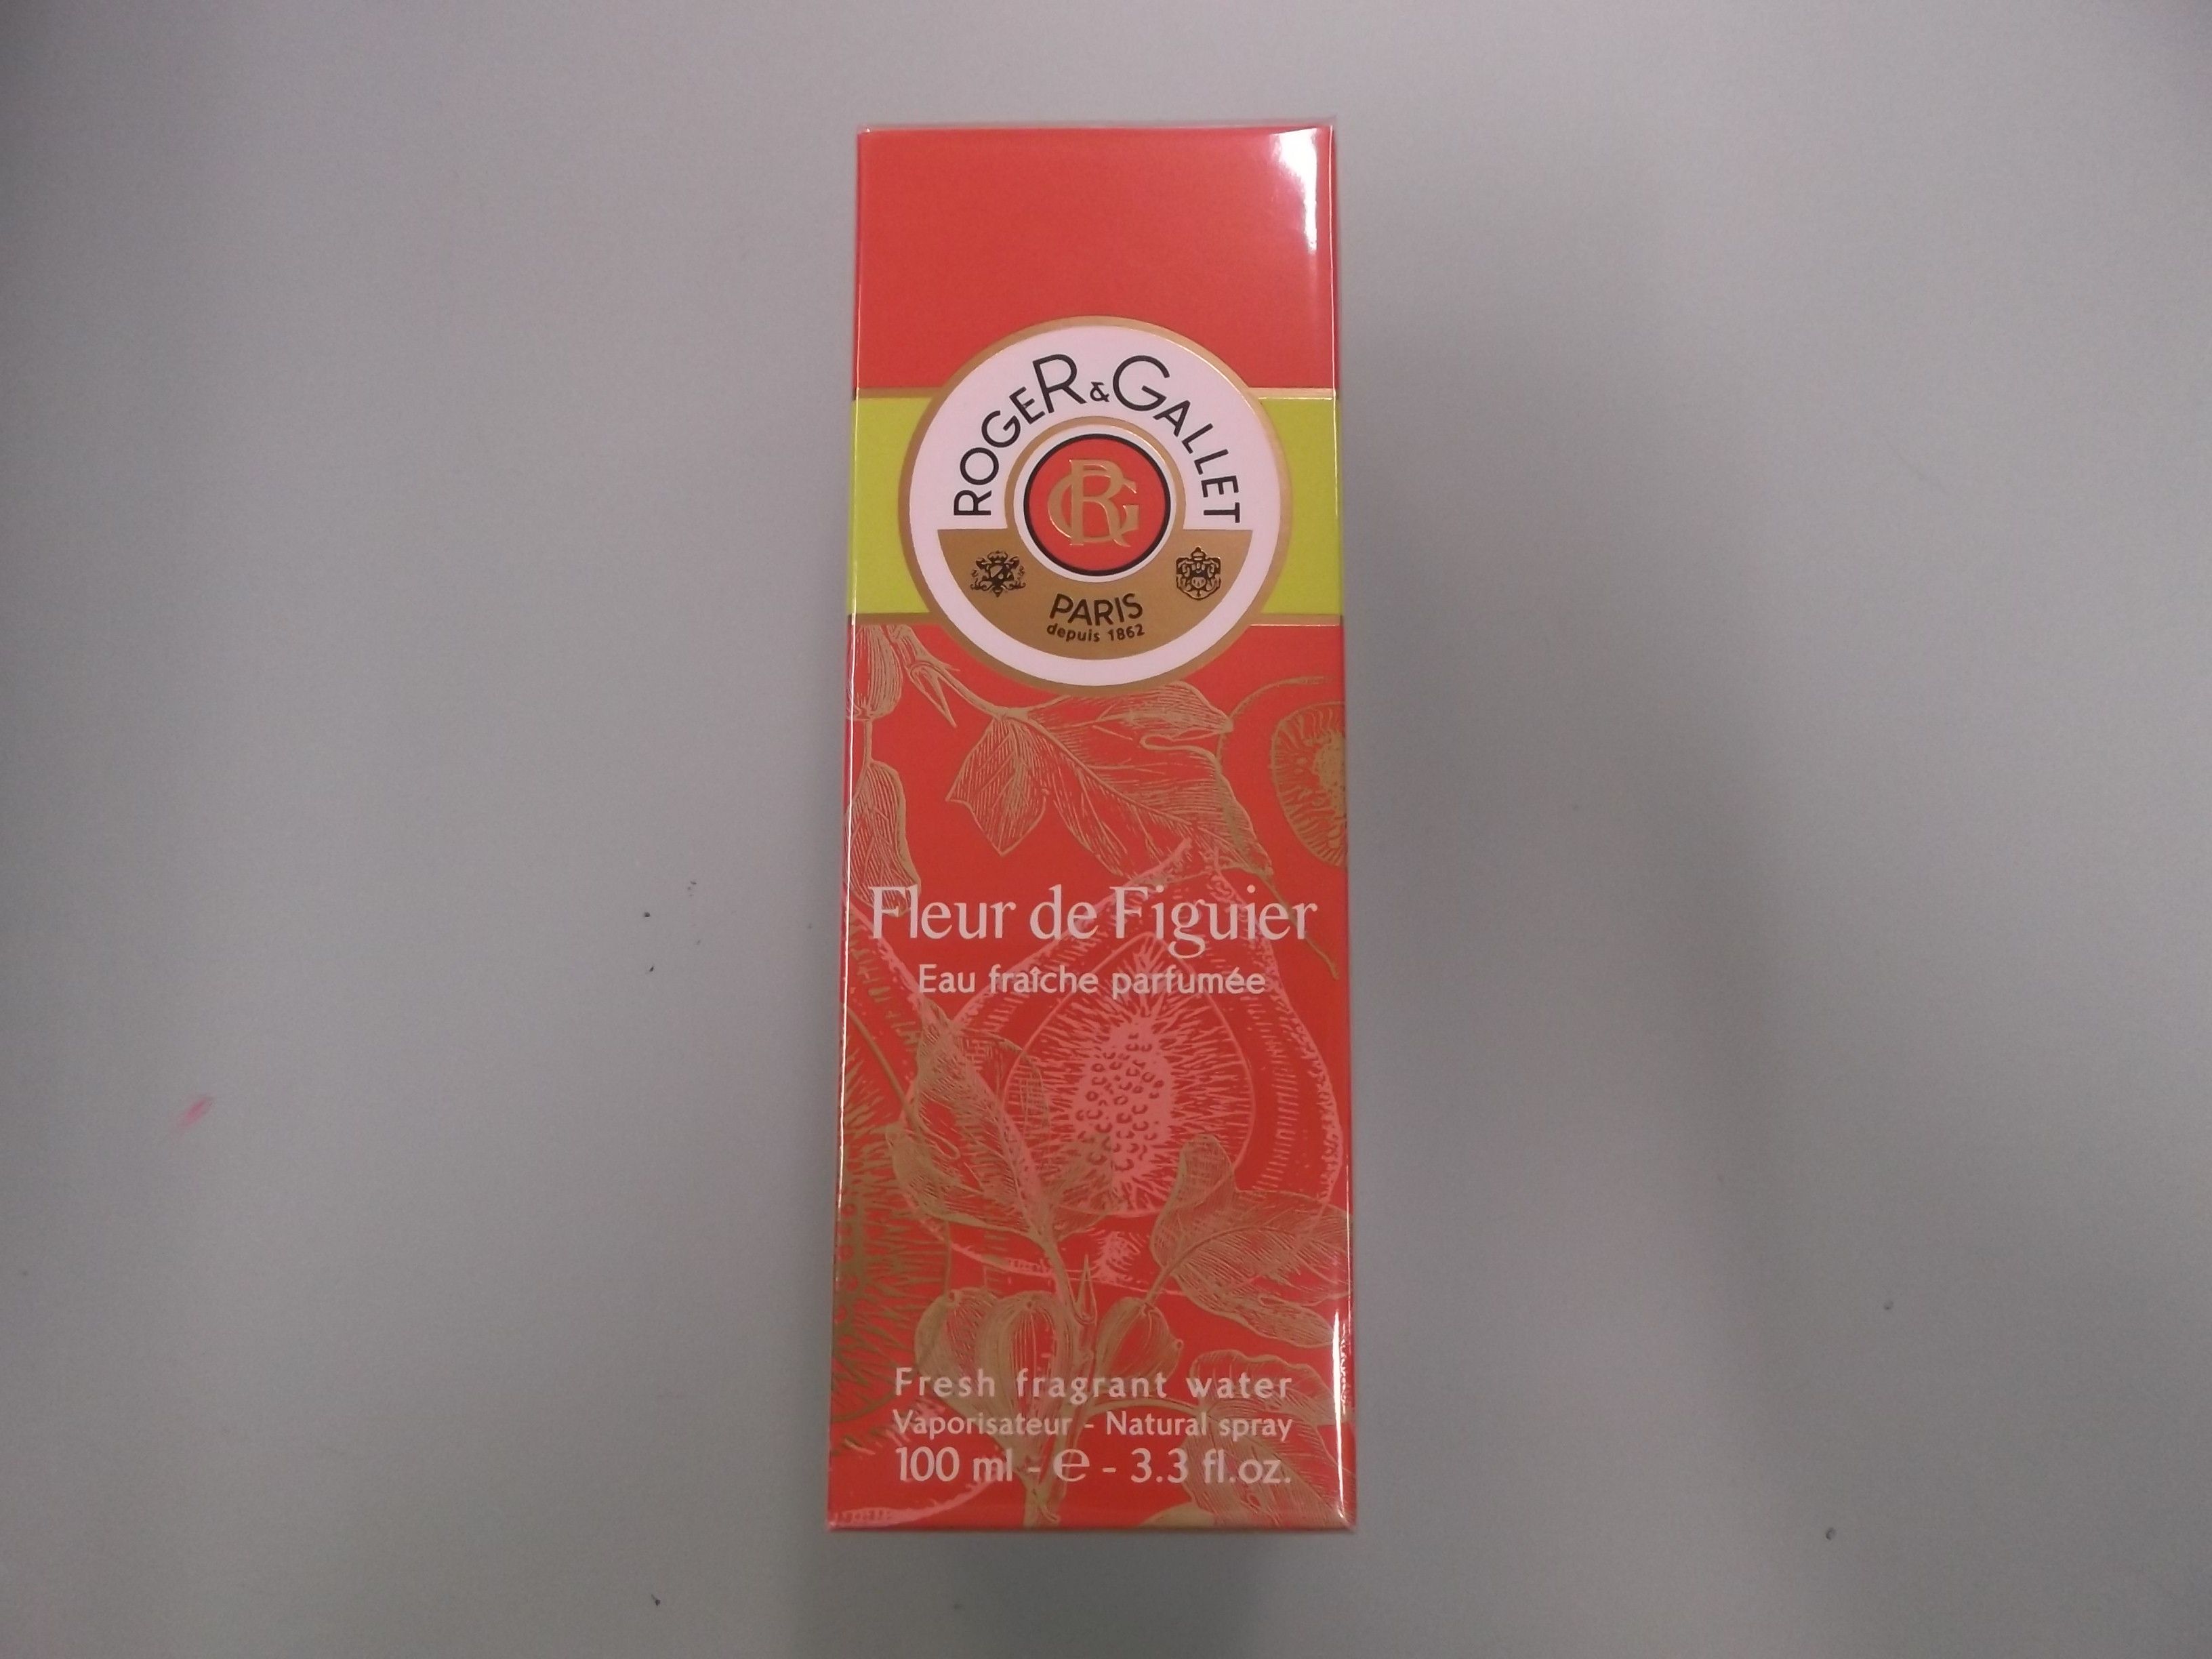 ROGER & GALLET
RG
PARIS
depuis 1862
Fleur de Figuier
Eau fraîche parfumée
Fresh fragrant water
Vaporisateur - Natural spray
100 ml - ℮ - 3.3 fl.oz.